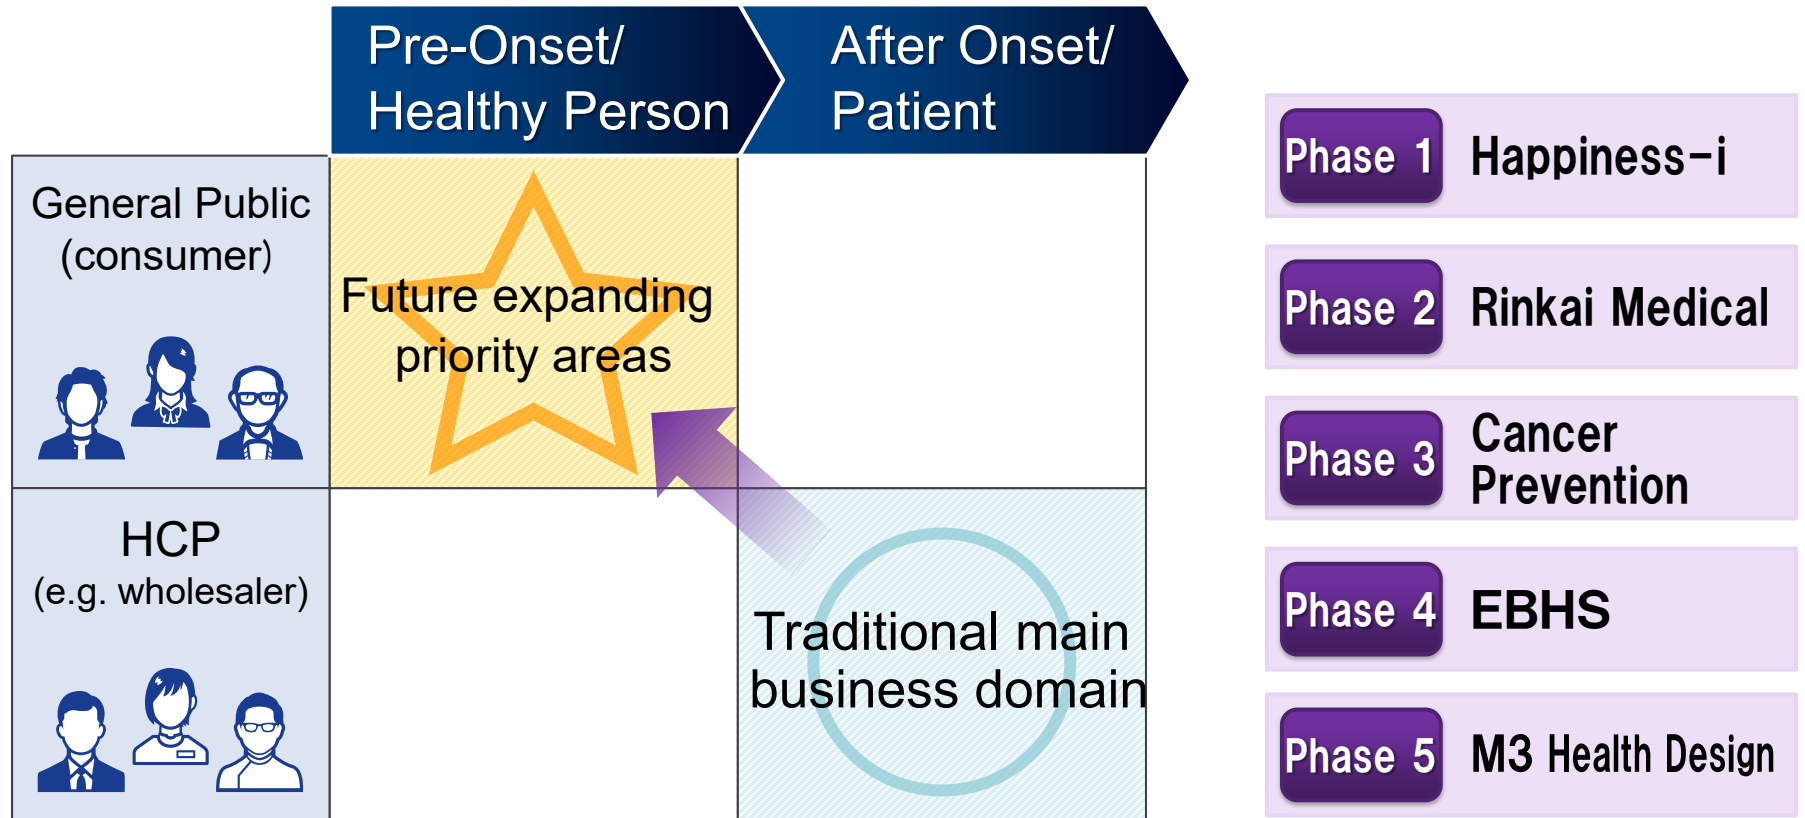 Pre-Onset/
Healthy Person
After Onset/
Patient
General Public
(consumer)
Future expanding
priority areas
HCP
(e.g. wholesaler)
Traditional main
business domain
Phase 1 Happiness-i
Phase 2 Rinkai Medical
Phase 3 Cancer
Prevention
Phase 4 EBHS
Phase 5 M3 Health Design